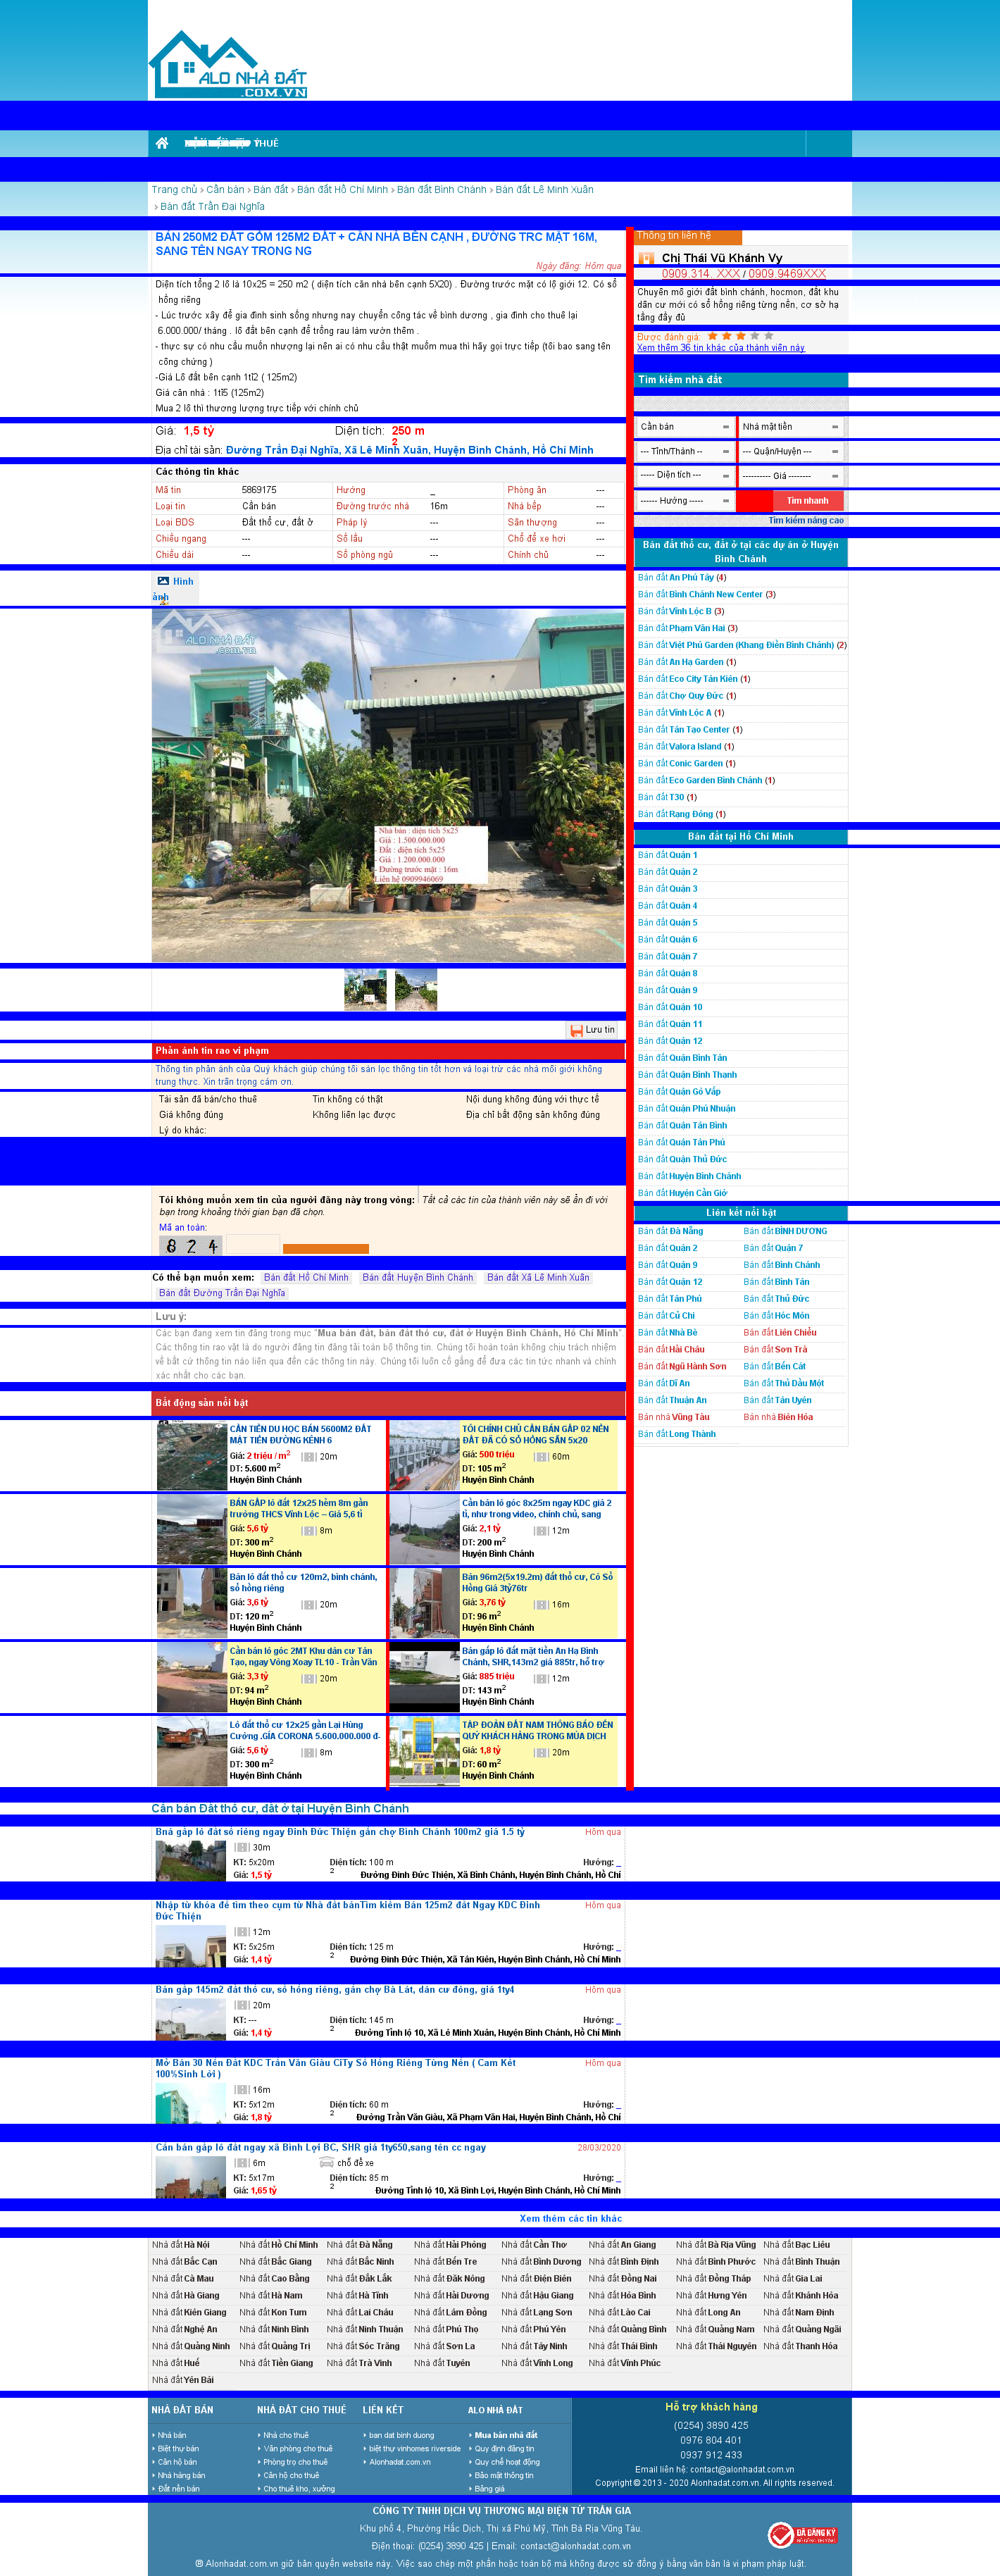 ALO NHÀ ĐẤT
.COM.VN
THUÊ
Trang chủ > Cần bán > Bán đất > Bán đất Hồ Chí Minh > Bán đất Bình Chánh > Bán đất Lê Minh Xuân
> Bán đất Trần Đại Nghĩa
BÁN 250M2 ĐẤT GỒM 125M2 ĐẤT + CĂN NHÀ BÊN CẠNH , ĐƯỜNG TRC MẶT 16M,
SANG TÊN NGAY TRONG NG
Ngày đăng: Hôm qua
Diện tích tổng 2 lô là 10x25 = 250 m2 ( diện tích căn nhà bên cạnh 5X20) . Đường trước mặt có lộ giới 12. Có sổ
hồng riêng
- Lúc trước xây để gia đình sinh sống nhưng nay chuyển công tác về bình dương , gia đình cho thuê lại
6.000.000/ tháng . lô đất bên cạnh để trồng rau làm vườn thêm .
- thực sự có nhu cầu muốn nhượng lại nên ai có nhu cầu thật muốm mua thì hãy gọi trực tiếp (tôi bao sang tên
công chứng )
-Giá Lô đất bên cạnh 1tỉ2 ( 125m2)
Giá căn nhà : 1tỉ5 (125m2)
Mua 2 lô thì thương lượng trực tiếp với chính chủ
Giá: 1,5 tỷ Diện tích: 250 m2
Địa chỉ tài sản: Đường Trần Đại Nghĩa, Xã Lê Minh Xuân, Huyện Bình Chánh, Hồ Chí Minh
Các thông tin khác
Mã tin 5869175 Hướng _ Phòng ăn ---
Loại tin Cần bán Đường trước nhà 16m Nhà bếp ---
Loại BDS Đất thổ cư, đất ở Pháp lý --- Sân thượng ---
Chiều ngang --- Số lầu --- Chổ để xe hơi ---
Chiều dài --- Số phòng ngủ --- Chính chủ ---
Hình ảnh
ALO NHÀ ĐẤT
.com.vn
- Nhà bán : diện tích 5x25
- Giá : 1.500.000.000
- Đất : diện tích 5x25
- Giá : 1.200.000.000
- Đường trước mặt : 16m
Liên hệ 0909946069
Lưu tin
Phản ánh tin rao vi phạm
Thông tin phản ánh của Quý khách giúp chúng tôi sàn lọc thông tin tốt hơn và loại trừ các nhà môi giới không
trung thực. Xin trân trọng cám ơn.
Tài sản đã bán/cho thuê Tin không có thật Nội dung không đúng với thực tế
Giá không đúng Không liên lạc được Địa chỉ bất động sản không đúng
Lý do khác:
Tôi không muốn xem tin của người đăng này trong vòng: Tất cả các tin của thành viên này sẽ ẩn đi với
bạn trong khoảng thời gian bạn đã chọn.
Mã an toàn:
8 2 4
Có thể bạn muốn xem: Bán đất Hồ Chí Minh Bán đất Huyện Bình Chánh Bán đất Xã Lê Minh Xuân
Bán đất Đường Trần Đại Nghĩa
Lưu ý:
Các bạn đang xem tin đăng trong mục "Mua bán đất, bán đất thổ cư, đất ở Huyện Bình Chánh, Hồ Chí Minh"
Các thông tin rao vặt là do người đăng tin đăng tải toàn bộ thông tin. Chúng tôi hoàn toàn không chịu trách nhiệm
về bất cứ thông tin nào liên qua đến các thông tin này. Chúng tôi luôn cố gắng để đưa các tin tức nhanh và chính
xác nhất cho các bạn.
Bất động sản nổi bật
CẦN TIỀN DU HỌC BÁN 5600M2 ĐẤT
MẶT TIỀN ĐƯỜNG KÊNH 6
Giá: 2 triệu / m2 20m
DT: 5.600 m2
Huyện Bình Chánh
TÔI CHÍNH CHỦ CẦN BÁN GẤP 02 NỀN
ĐẤT ĐÃ CÓ SỔ HỒNG SẴN 5x20
Giá: 500 triệu 60m
DT: 105 m2
Huyện Bình Chánh
BÁN GẤP lô đất 12x25 hẻm 8m gần
trường THCS Vĩnh Lộc – Giá 5,6 tỉ
Giá: 5,6 tỷ 8m
DT: 300 m2
Huyện Bình Chánh
Cần bán lô góc 8x25m ngay KDC giá 2
tỉ, như trong video, chính chủ, sang
Giá: 2,1 tỷ 12m
DT: 200 m2
Huyện Bình Chánh
Bán lô đất thổ cư 120m2, bình chánh,
sổ hồng riêng
Giá: 3,6 tỷ 20m
DT: 120 m2
Huyện Bình Chánh
Bán 96m2(5x19.2m) đất thổ cư, Có Sổ
Hồng Giá 3tỷ76tr
Giá: 3,76 tỷ 16m
DT: 96 m2
Huyện Bình Chánh
Cần bán lô góc 2MT Khu dân cư Tân
Tạo, ngay Vòng Xoay TL10 - Trần Văn
Giá: 3,3 tỷ 20m
DT: 94 m2
Huyện Bình Chánh
Bán gấp lô đất mặt tiền An Hạ Bình
Chánh, SHR,143m2 giá 885tr, hổ trợ
Giá: 885 triệu 12m
DT: 143 m2
Huyện Bình Chánh
Lô đất thổ cư 12x25 gần Lại Hùng
Cường .GIÁ CORONA 5.600.000.000 đ-
Giá: 5,6 tỷ 8m
DT: 300 m2
Huyện Bình Chánh
TẬP ĐOÀN ĐẤT NAM THÔNG BÁO ĐẾN
QUÝ KHÁCH HÀNG TRONG MÙA DỊCH
Giá: 1,8 tỷ 20m
DT: 60 m2
Huyện Bình Chánh
Cần bán Đất thổ cư, đất ở tại Huyện Bình Chánh
Bná gấp lô đất sổ riêng ngay Đinh Đức Thiện gần chợ Bình Chánh 100m2 giá 1.5 tỷ Hôm qua
30m
KT: 5x20m Diện tích: 100 m2 Hướng: _
Giá: 1,5 tỷ Đường Đinh Đức Thiện, Xã Bình Chánh, Huyện Bình Chánh, Hồ Chí
Nhập từ khóa để tìm theo cụm từ Nhà đất bánTìm kiếm Bán 125m2 đất Ngay KDC Đinh
Đức Thiện
Hôm qua
12m
KT: 5x25m Diện tích: 125 m2 Hướng: _
Giá: 1,4 tỷ Đường Đinh Đức Thiện, Xã Tân Kiên, Huyện Bình Chánh, Hồ Chí Minh
Bán gấp 145m2 đất thổ cư, sổ hồng riêng, gần chợ Bà Lát, dân cư đông, giá 1ty4 Hôm qua
20m
KT: --- Diện tích: 145 m2 Hướng: _
Giá: 1,4 tỷ Đường Tỉnh lộ 10, Xã Lê Minh Xuân, Huyện Bình Chánh, Hồ Chí Minh
Mở Bán 30 Nền Đất KDC Trần Văn Giàu CiTy Sổ Hồng Riêng Từng Nền ( Cam Kết
100%Sinh Lời )
Hôm qua
16m
KT: 5x12m Diện tích: 60 m2 Hướng: _
Giá: 1,8 tỷ Đường Trần Văn Giàu, Xã Phạm Văn Hai, Huyện Bình Chánh, Hồ Chí
Cần bán gấp lô đất ngay xã Bình Lợi BC, SHR giá 1ty650,sang tên cc ngay 28/03/2020
6m chỗ để xe
KT: 5x17m Diện tích: 85 m2 Hướng: _
Giá: 1,65 tỷ Đường Tỉnh lộ 10, Xã Bình Lợi, Huyện Bình Chánh, Hồ Chí Minh
Xem thêm các tin khác
Thông tin liên hệ
Chị Thái Vũ Khánh Vy
0909.314. XXX / 0909.9469XXX
Chuyên mô giới đất bình chánh, hocmon, đất khu
dân cư mới có sổ hồng riêng từng nền, cơ sờ hạ
tầng đầy đủ
Được đánh giá:
Xem thêm 36 tin khác của thành viên này
Tìm kiếm nhà đất
Cần bán Nhà mặt tiền
--- Tỉnh/Thành -- --- Quận/Huyện ---
----- Diện tích --- ---------- Giá --------
------ Hướng ----- Tìm nhanh
Tìm kiếm nâng cao
Bán đất thổ cư, đất ở tại các dự án ở Huyện
Bình Chánh
Bán đất An Phú Tây (4)
Bán đất Bình Chánh New Center (3)
Bán đất Vĩnh Lộc B (3)
Bán đất Phạm Văn Hai (3)
Bán đất Việt Phú Garden (Khang Điền Bình Chánh) (2)
Bán đất An Hạ Garden (1)
Bán đất Eco City Tân Kiên (1)
Bán đất Chợ Quy Đức (1)
Bán đất Vĩnh Lộc A (1)
Bán đất Tân Tạo Center (1)
Bán đất Valora Island (1)
Bán đất Conic Garden (1)
Bán đất Eco Garden Bình Chánh (1)
Bán đất T30 (1)
Bán đất Rạng Đông (1)
Bán đất tại Hồ Chí Minh
Bán đất Quận 1
Bán đất Quận 2
Bán đất Quận 3
Bán đất Quận 4
Bán đất Quận 5
Bán đất Quận 6
Bán đất Quận 7
Bán đất Quận 8
Bán đất Quận 9
Bán đất Quận 10
Bán đất Quận 11
Bán đất Quận 12
Bán đất Quận Bình Tân
Bán đất Quận Bình Thạnh
Bán đất Quận Gò Vấp
Bán đất Quận Phú Nhuận
Bán đất Quận Tân Bình
Bán đất Quận Tân Phú
Bán đất Quận Thủ Đức
Bán đất Huyện Bình Chánh
Bán đất Huyện Cần Giờ
Liên kết nổi bật
Bán đất Đà Nẵng Bán đất BÌNH DƯƠNG
Bán đất Quận 2 Bán đất Quận 7
Bán đất Quận 9 Bán đất Bình Chánh
Bán đất Quận 12 Bán đất Bình Tân
Bán đất Tân Phú Bán đất Thủ Đức
Bán đất Củ Chi Bán đất Hóc Môn
Bán đất Nhà Bè Bán đất Liên Chiểu
Bán đất Hải Châu Bán đất Sơn Trà
Bán đất Ngũ Hành Sơn Bán đất Bến Cát
Bán đất Dĩ An Bán đất Thủ Dầu Một
Bán đất Thuận An Bán đất Tân Uyên
Bán nhà Vũng Tàu Bán nhà Biên Hòa
Bán đất Long Thành
Nhà đất Hà Nội Nhà đất Hồ Chí Minh Nhà đất Đà Nẵng Nhà đất Hải Phòng Nhà đất Cần Thơ Nhà đất An Giang Nhà đất Bà Rịa Vũng Nhà đất Bạc Liêu
Nhà đất Bắc Cạn Nhà đất Bắc Giang Nhà đất Bắc Ninh Nhà đất Bến Tre Nhà đất Bình Dương Nhà đất Bình Định Nhà đất Bình Phước Nhà đất Bình Thuận
Nhà đất Cà Mau Nhà đất Cao Bằng Nhà đất Đắk Lắk Nhà đất Đăk Nông Nhà đất Điện Biên Nhà đất Đồng Nai Nhà đất Đồng Tháp Nhà đất Gia Lai
Nhà đất Hà Giang Nhà đất Hà Nam Nhà đất Hà Tĩnh Nhà đất Hải Dương Nhà đất Hậu Giang Nhà đất Hòa Bình Nhà đất Hưng Yên Nhà đất Khánh Hòa
Nhà đất Kiên Giang Nhà đất Kon Tum Nhà đất Lai Châu Nhà đất Lâm Đồng Nhà đất Lạng Sơn Nhà đất Lào Cai Nhà đất Long An Nhà đất Nam Định
Nhà đất Nghệ An Nhà đất Ninh Bình Nhà đất Ninh Thuận Nhà đất Phú Thọ Nhà đất Phú Yên Nhà đất Quảng Bình Nhà đất Quảng Nam Nhà đất Quảng Ngãi
Nhà đất Quảng Ninh Nhà đất Quảng Trị Nhà đất Sóc Trăng Nhà đất Sơn La Nhà đất Tây Ninh Nhà đất Thái Bình Nhà đất Thái Nguyên Nhà đất Thanh Hóa
Nhà đất Huế Nhà đất Tiền Giang Nhà đất Trà Vinh Nhà đất Tuyên Nhà đất Vĩnh Long Nhà đất Vĩnh Phúc
Nhà đất Yên Bái
NHÀ ĐẤT BÁN
Nhà bán
Biệt thự bán
Căn hộ bán
Nhà hàng bán
Đất nền bán
NHÀ ĐẤT CHO THUÊ
Nhà cho thuê
Văn phòng cho thuê
Phòng trọ cho thuê
Căn hộ cho thuê
Cho thuê kho, xưởng
LIÊN KẾT
ban dat binh duong
biệt thự vinhomes riverside
Alonhadat.com.vn
ALO NHÀ ĐẤT
Mua bán nhà đất
Quy định đăng tin
Quy chế hoạt động
Bảo mật thông tin
Bảng giá
Hỗ trợ khách hàng
(0254) 3890 425
0976 804 401
0937 912 433
Email liên hệ: contact@alonhadat.com.vn
Copyright © 2013 - 2020 Alonhadat.com.vn. All rights reserved.
CÔNG TY TNHH DỊCH VỤ THƯƠNG MẠI ĐIỆN TỬ TRẦN GIA
Khu phố 4, Phường Hắc Dịch, Thị xã Phú Mỹ, Tỉnh Bà Rịa Vũng Tàu.
Điện thoại: (0254) 3890 425 | Email: contact@alonhadat.com.vn
® Alonhadat.com.vn giữ bản quyền website này. Việc sao chép một phần hoặc toàn bộ mà không được sử đồng ý bằng văn bản là vi phạm pháp luật.
ĐÃ ĐĂNG KÝ